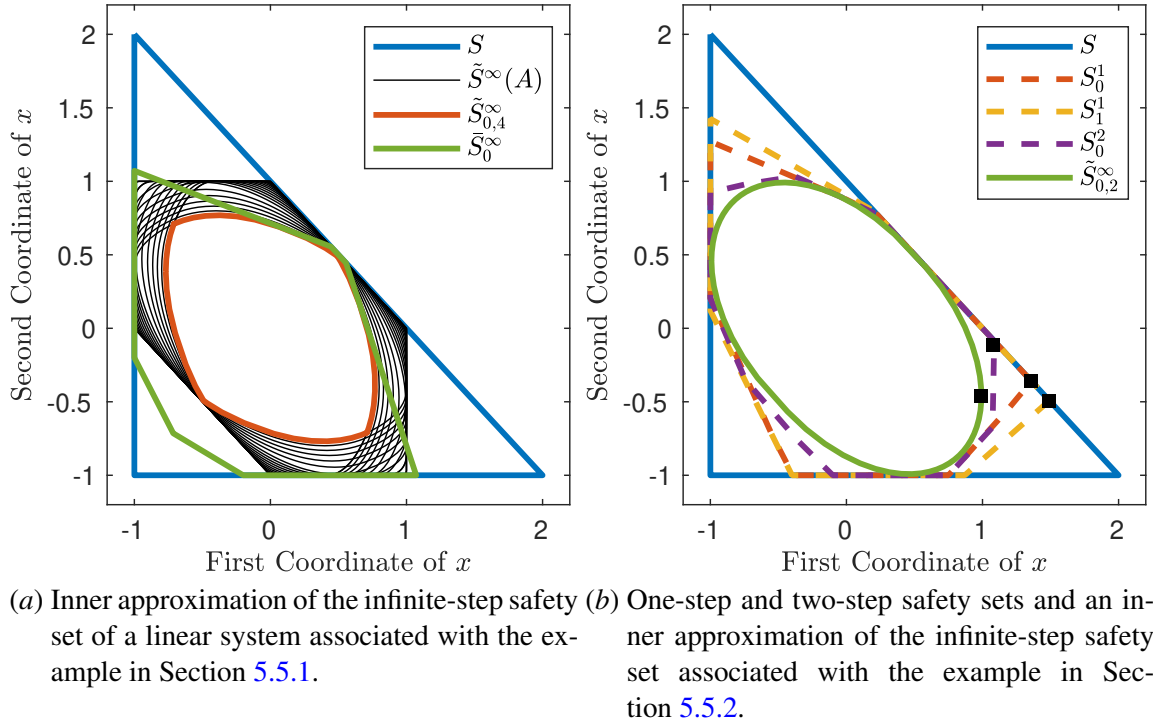 2
1.5
1
0.5
0
-0.5
-1
-1
0
1
2
First Coordinate of x
Second Coordinate of x
S
S̃^∞(A)
S̃^∞_{0,4}
S̄^∞_0
2
1.5
1
0.5
0
-0.5
-1
-1
0
1
2
First Coordinate of x
Second Coordinate of x
S
S^1_0
S^1_1
S^2_0
S̃^∞_{0,2}
(a) Inner approximation of the infinite-step safety
set of a linear system associated with the ex-
ample in Section 5.5.1.
(b) One-step and two-step safety sets and an in-
ner approximation of the infinite-step safety
set associated with the example in Sec-
tion 5.5.2.